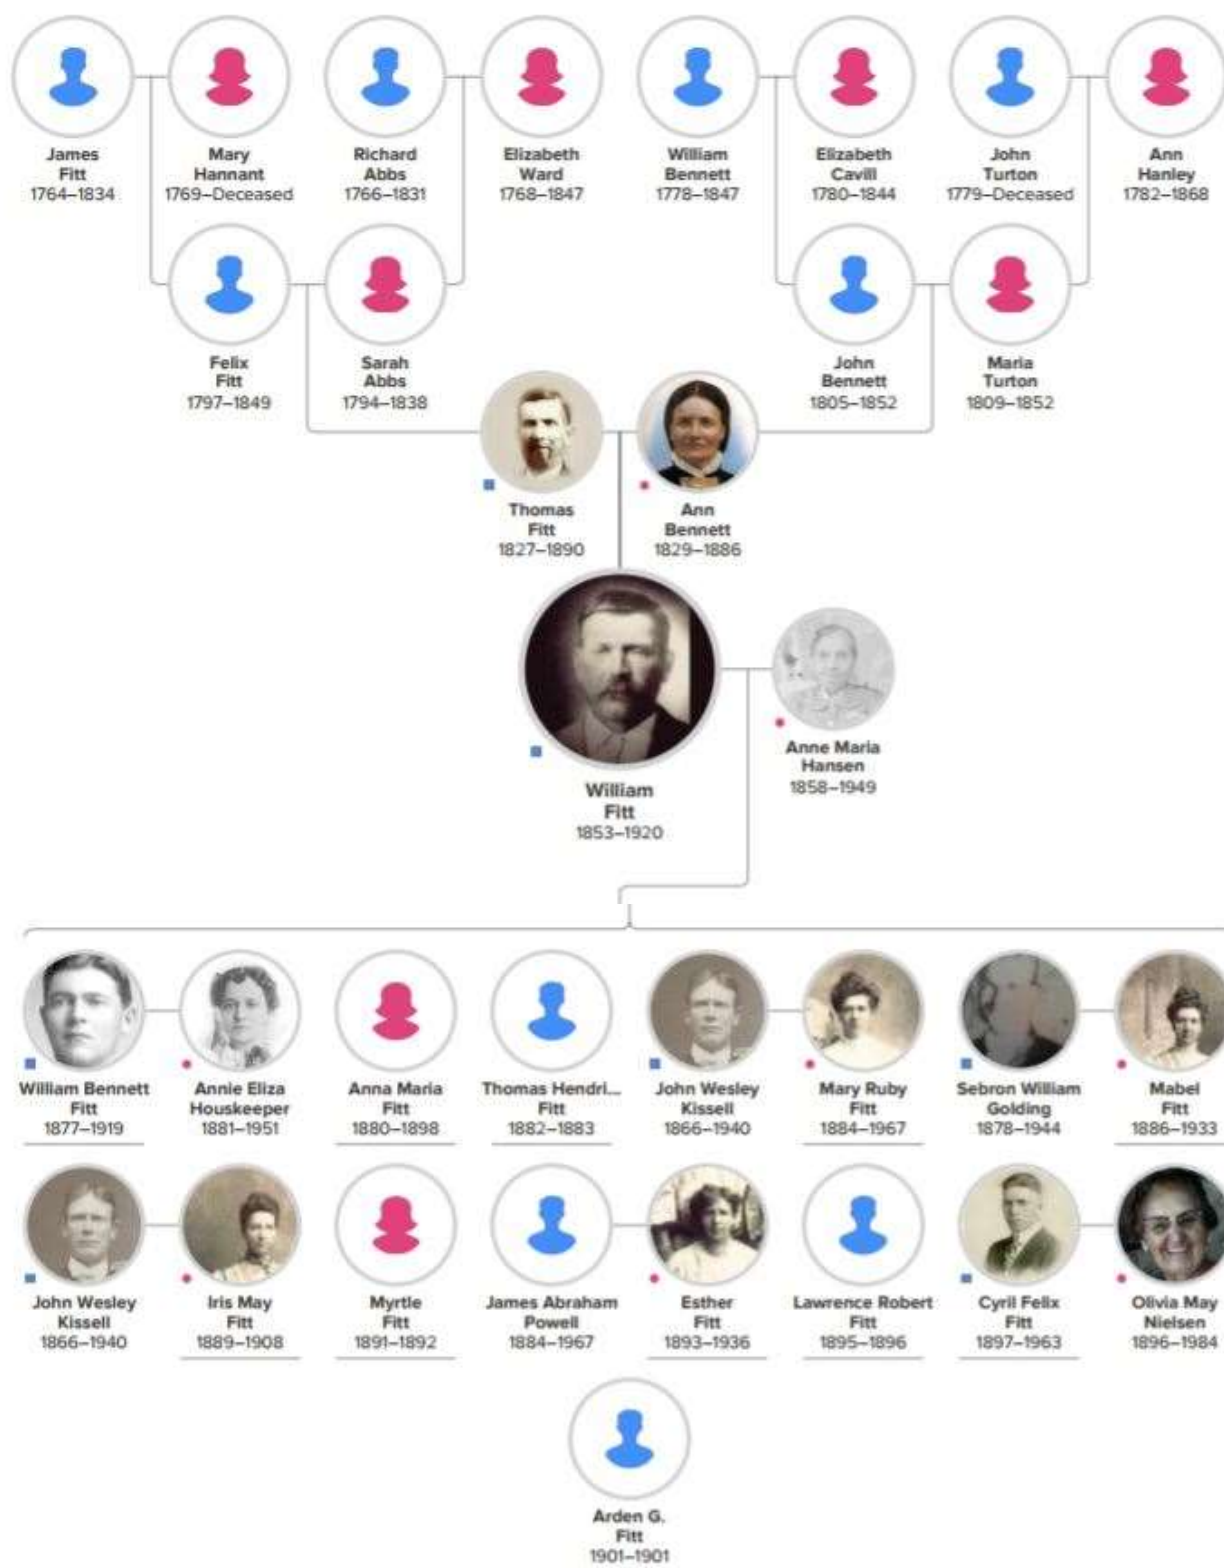 James
Fitt
1764–1834
Mary
Hannant
1769–Deceased
Richard
Abbs
1766–1831
Elizabeth
Ward
1768–1847
William
Bennett
1778–1847
Elizabeth
Cavill
1780–1844
John
Turton
1779–Deceased
Ann
Hanley
1782–1868
Felix
Fitt
1797–1849
Sarah
Abbs
1794–1838
John
Bennett
1805–1852
Maria
Turton
1809–1852
Thomas
Fitt
1827–1890
Ann
Bennett
1829–1886
William
Fitt
1853–1920
Anne Maria
Hansen
1858–1949
William Bennett
Fitt
1877–1919
Annie Eliza
Houskeeper
1881–1951
Anna Maria
Fitt
1880–1898
Thomas Hendri...
Fitt
1882–1883
John Wesley
Kissell
1866–1940
Mary Ruby
Fitt
1884–1967
Sebron William
Golding
1878–1944
Mabel
Fitt
1886–1933
John Wesley
Kissell
1866–1940
Iris May
Fitt
1889–1908
Myrtle
Fitt
1891–1892
James Abraham
Powell
1884–1967
Esther
Fitt
1893–1936
Lawrence Robert
Fitt
1895–1896
Cyril Felix
Fitt
1897–1963
Olivia May
Nielsen
1896–1984
Arden G.
Fitt
1901–1901